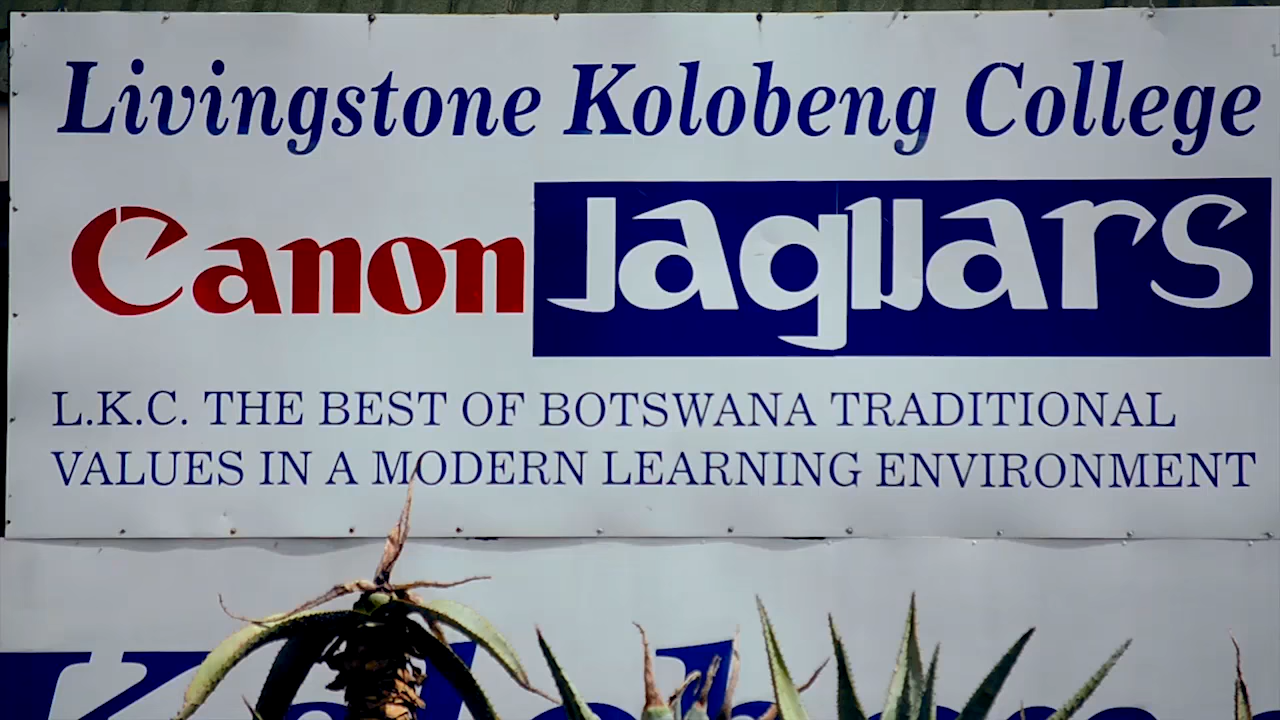 Livingstone Kolobeng College
Canon Jaguars
L.K.C. THE BEST OF BOTSWANA TRADITIONAL
VALUES IN A MODERN LEARNING ENVIRONMENT